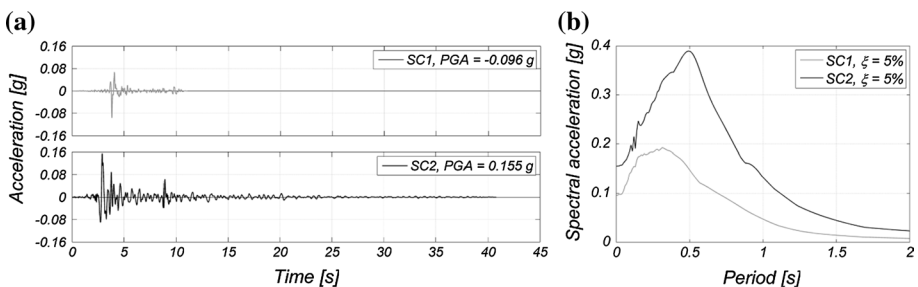 (a)
0.16
0.08
0
-0.08
-0.16
SC1, PGA = -0.096 g
0.16
0.08
0
-0.08
-0.16
SC2, PGA = 0.155 g
0 5 10 15 20 25 30 35 40 45
Acceleration [g]
Time [s]
(b)
0.4
0.3
0.2
0.1
0
SC1, ξ = 5%
SC2, ξ = 5%
0 0.5 1 1.5 2
Spectral acceleration [g]
Period [s]